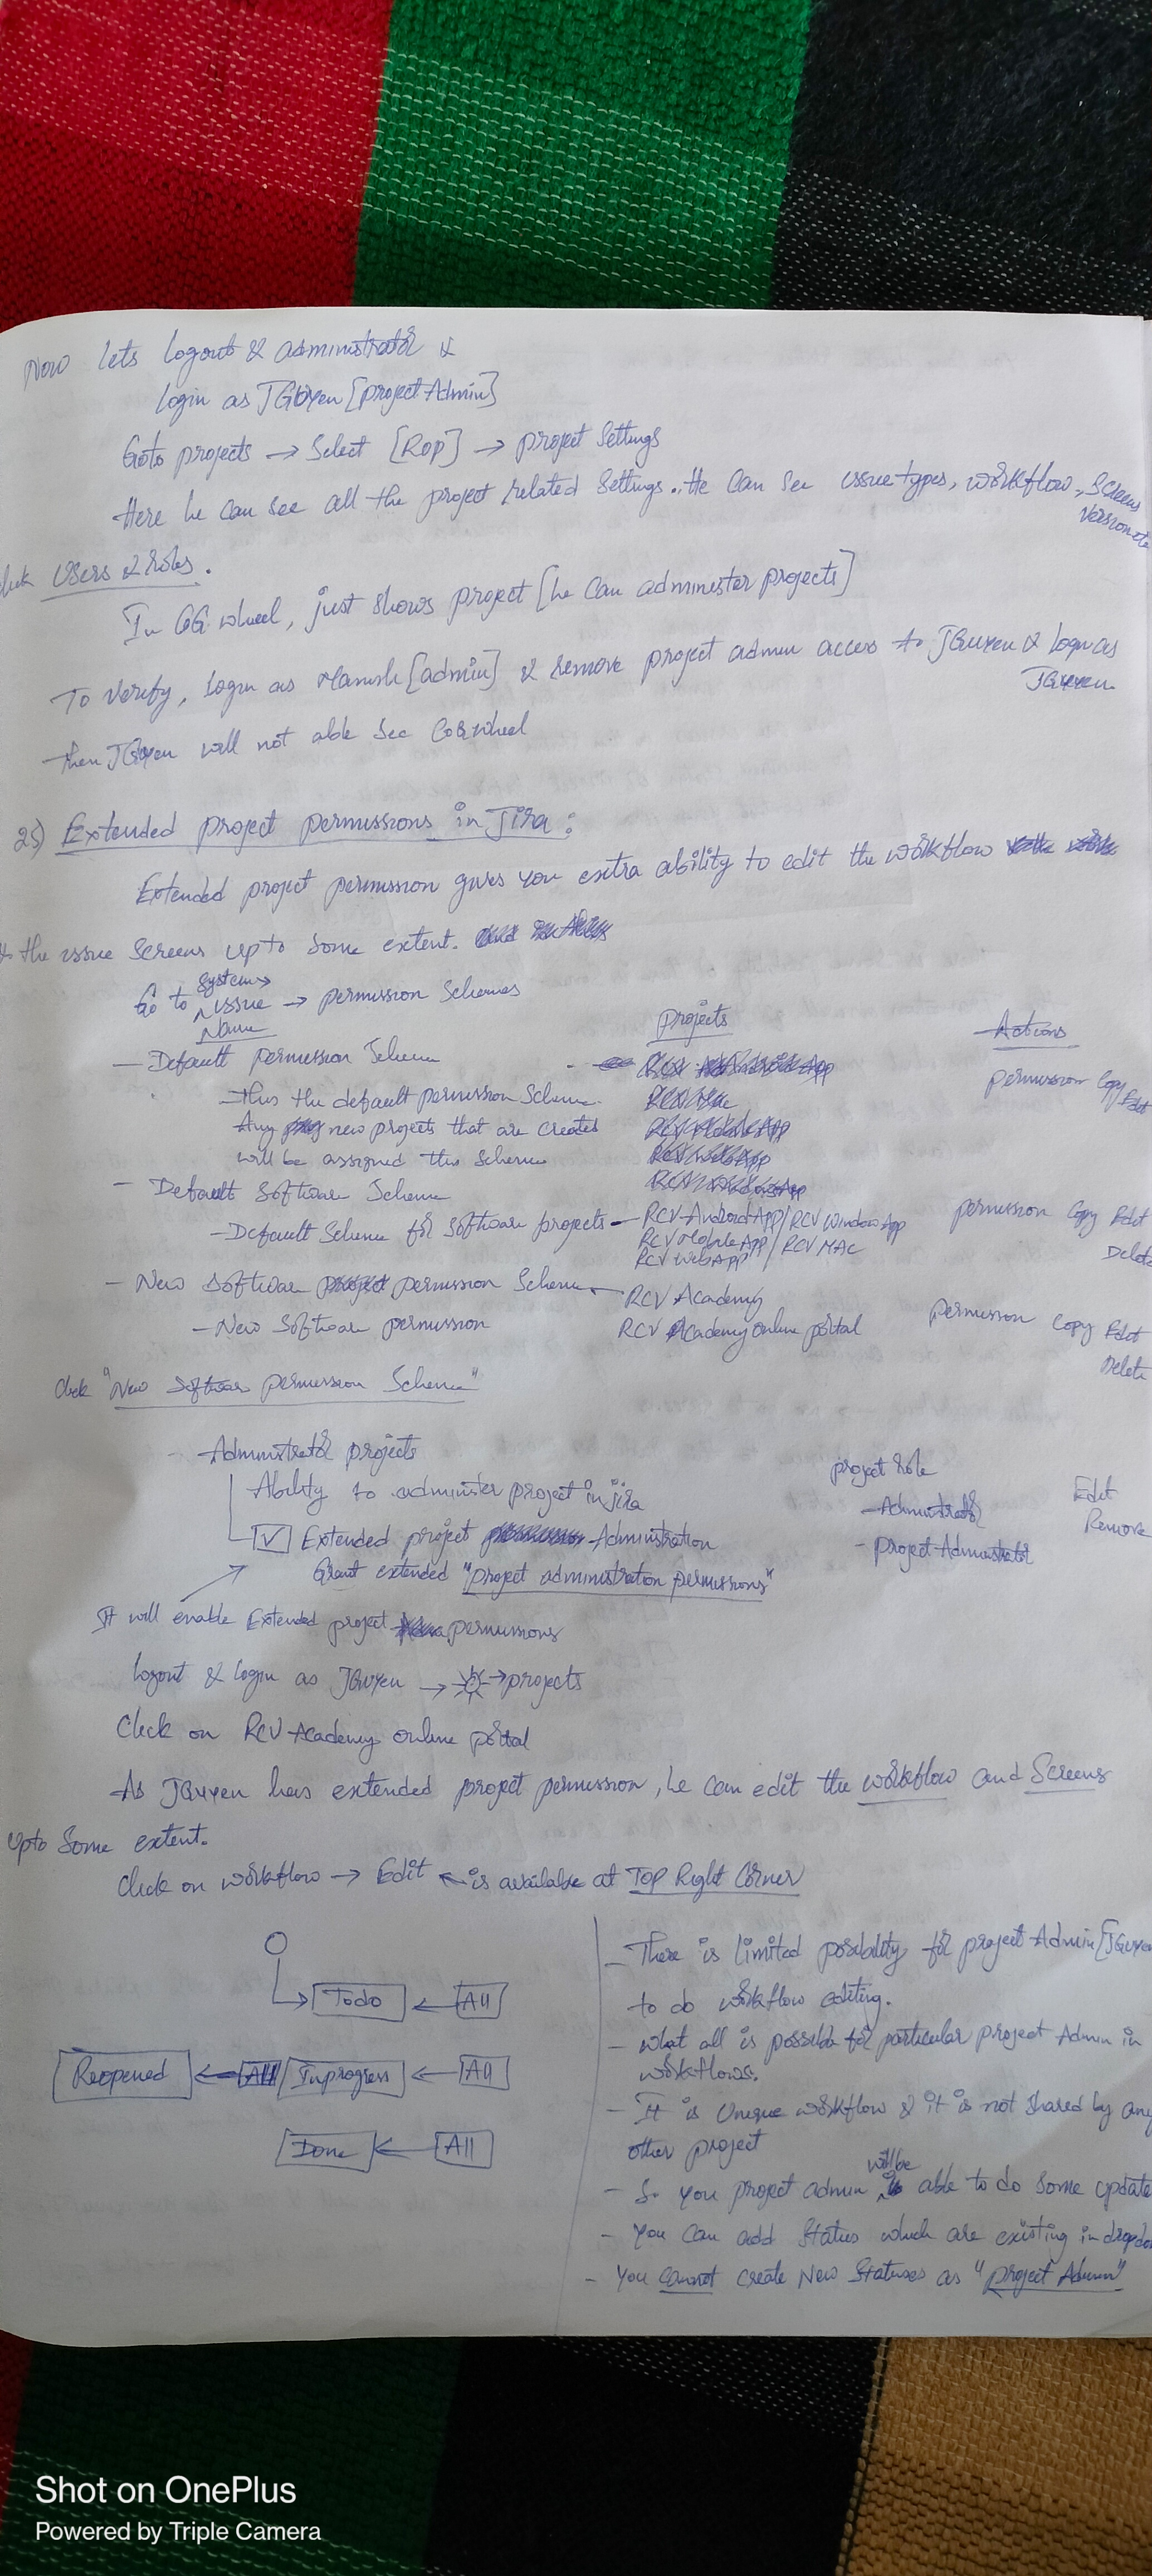 Now lets logout & administrator &
login as JGuyen [project Admin]
Goto projects → Select [ROP] → project Settings
Here he can see all the project related Settings. He Can See issue types, workflow, Screens
Version etc
Users & roles.
In CG wheel, just shows project [he can administer projects]
To verify, login as Manish [admin] & remove project admin access to JGuyen & Login as
JGuyen
then JGuyen will not able See Cog wheel
25) Extended project permissions in Jira:
Extended project permission gives you extra ability to edit the workflow
the issue Screens upto Some extent.
System →
Go to issue → permission Schemes
Name Projects Actions
- Default permission Scheme permission Copy Edit
- this the default permission Scheme.
Any new projects that are created
will be assigned this Scheme
- Default Software Scheme
- Default Scheme for Software projects - RCV Android App / RCV Window App permission Copy Edit
RCV Mobile App / RCV MAC Delete
RCV Web App
- New Software permission Scheme - RCV Academy
- New Software permission RCV Academy online portal permission Copy Edit
Delete
Click "New Software permission Scheme"
- Administrator projects project role
Ability to administer project in jira - Administrator Edit
Remove
[✓] Extended project Administration - Project Administrator
Grant extended "project administration permissions"
It will enable Extended project permissions
Logout & login as JGuyen → → projects
Click on RCV Academy online portal
As JGuyen has extended project permission, he can edit the workflow and Screens
Upto Some extent.
Click on workflow → Edit ← is available at Top Right Corner
Todo ← All
Reopened ← Inprogress ← All
Done ← All
- There is limited posibility for project Admin [JGuyen
to do workflow editing.
- what all is possible for particular project Admin in
workflows.
- It is Unique workflow & it is not shared by any
other project
- So you project admin will be able to do some update
- You can add Status which are existing in dropdo
- You cannot create New Statuses as "project Admin"
Shot on OnePlus
Powered by Triple Camera